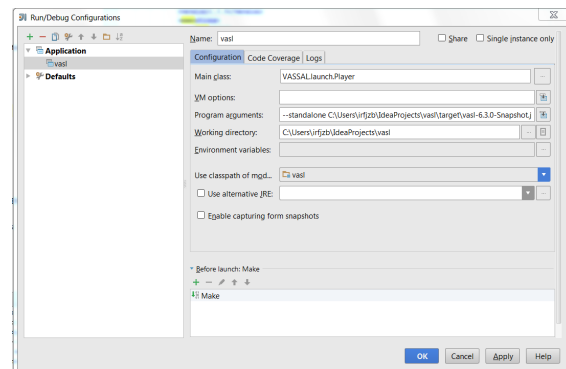 Run/Debug Configurations
Application
vasl
Defaults
Name: vasl
Share
Single instance only
Configuration Code Coverage Logs
Main class: VASSAL.launch.Player
VM options:
Program arguments: --standalone C:\Users\irfjzb\IdeaProjects\vasl\target\vasl-6.3.0-Snapshot.j
Working directory: C:\Users\irfjzb\IdeaProjects\vasl
Environment variables:
Use classpath of mod... vasl
Use alternative JRE:
Enable capturing form snapshots
Before launch: Make
Make
OK Cancel Apply Help